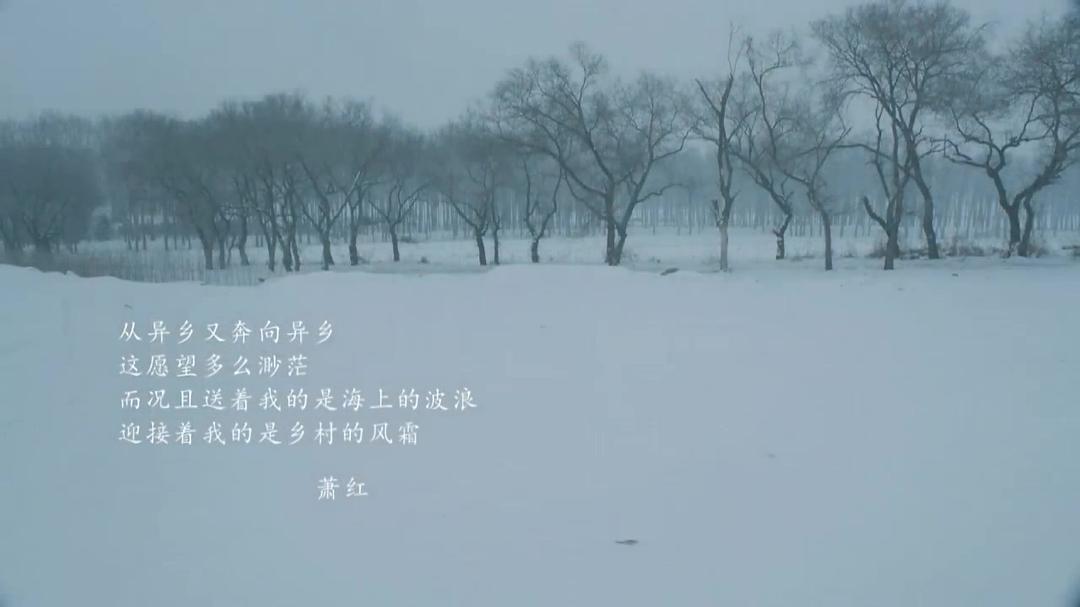 从异乡又奔向异乡
这愿望多么渺茫
而况且送着我的是海上的波浪
迎接着我的是乡村的风霜
萧红